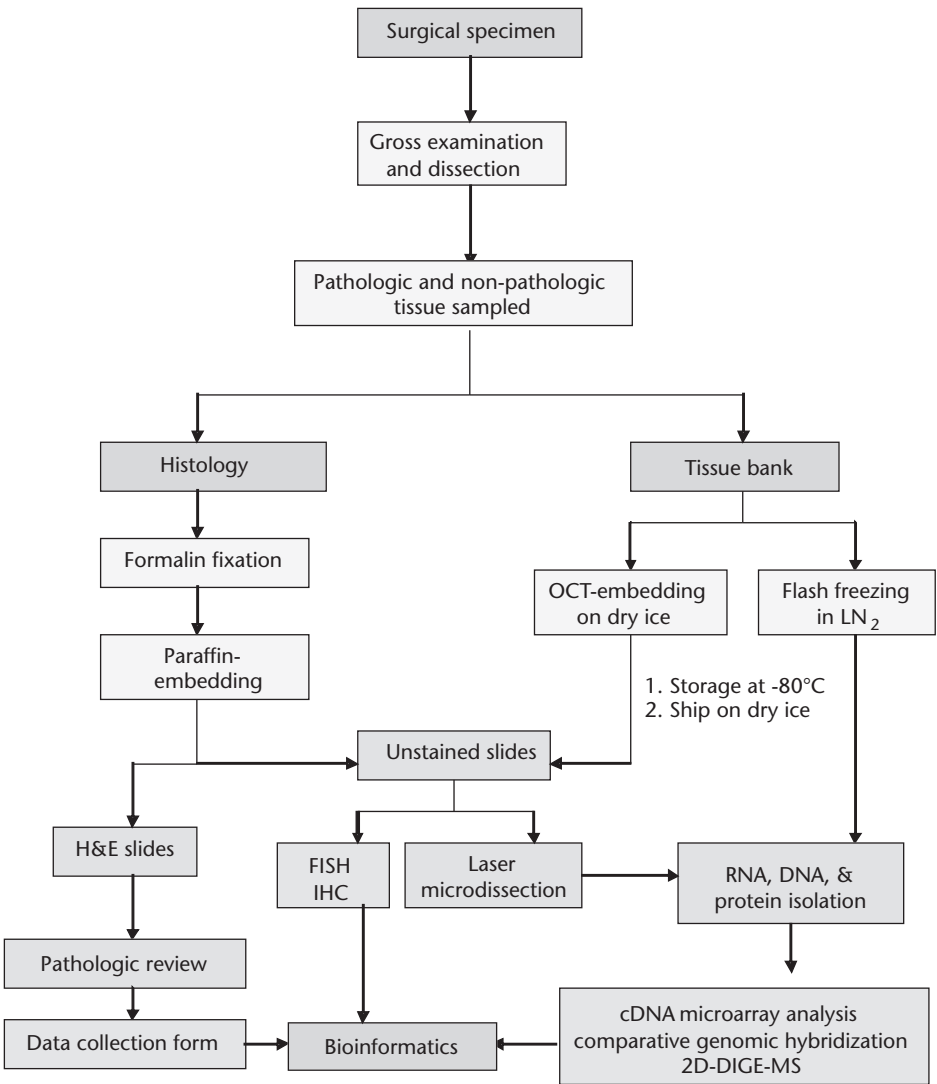 Surgical specimen
Gross examination
and dissection
Pathologic and non-pathologic
tissue sampled
Histology
Tissue bank
Formalin fixation
OCT-embedding
on dry ice
Flash freezing
in LN2
Paraffin-
embedding
1. Storage at -80°C
2. Ship on dry ice
Unstained slides
H&E slides
FISH
IHC
Laser
microdissection
RNA, DNA, &
protein isolation
Pathologic review
Data collection form
Bioinformatics
cDNA microarray analysis
comparative genomic hybridization
2D-DIGE-MS